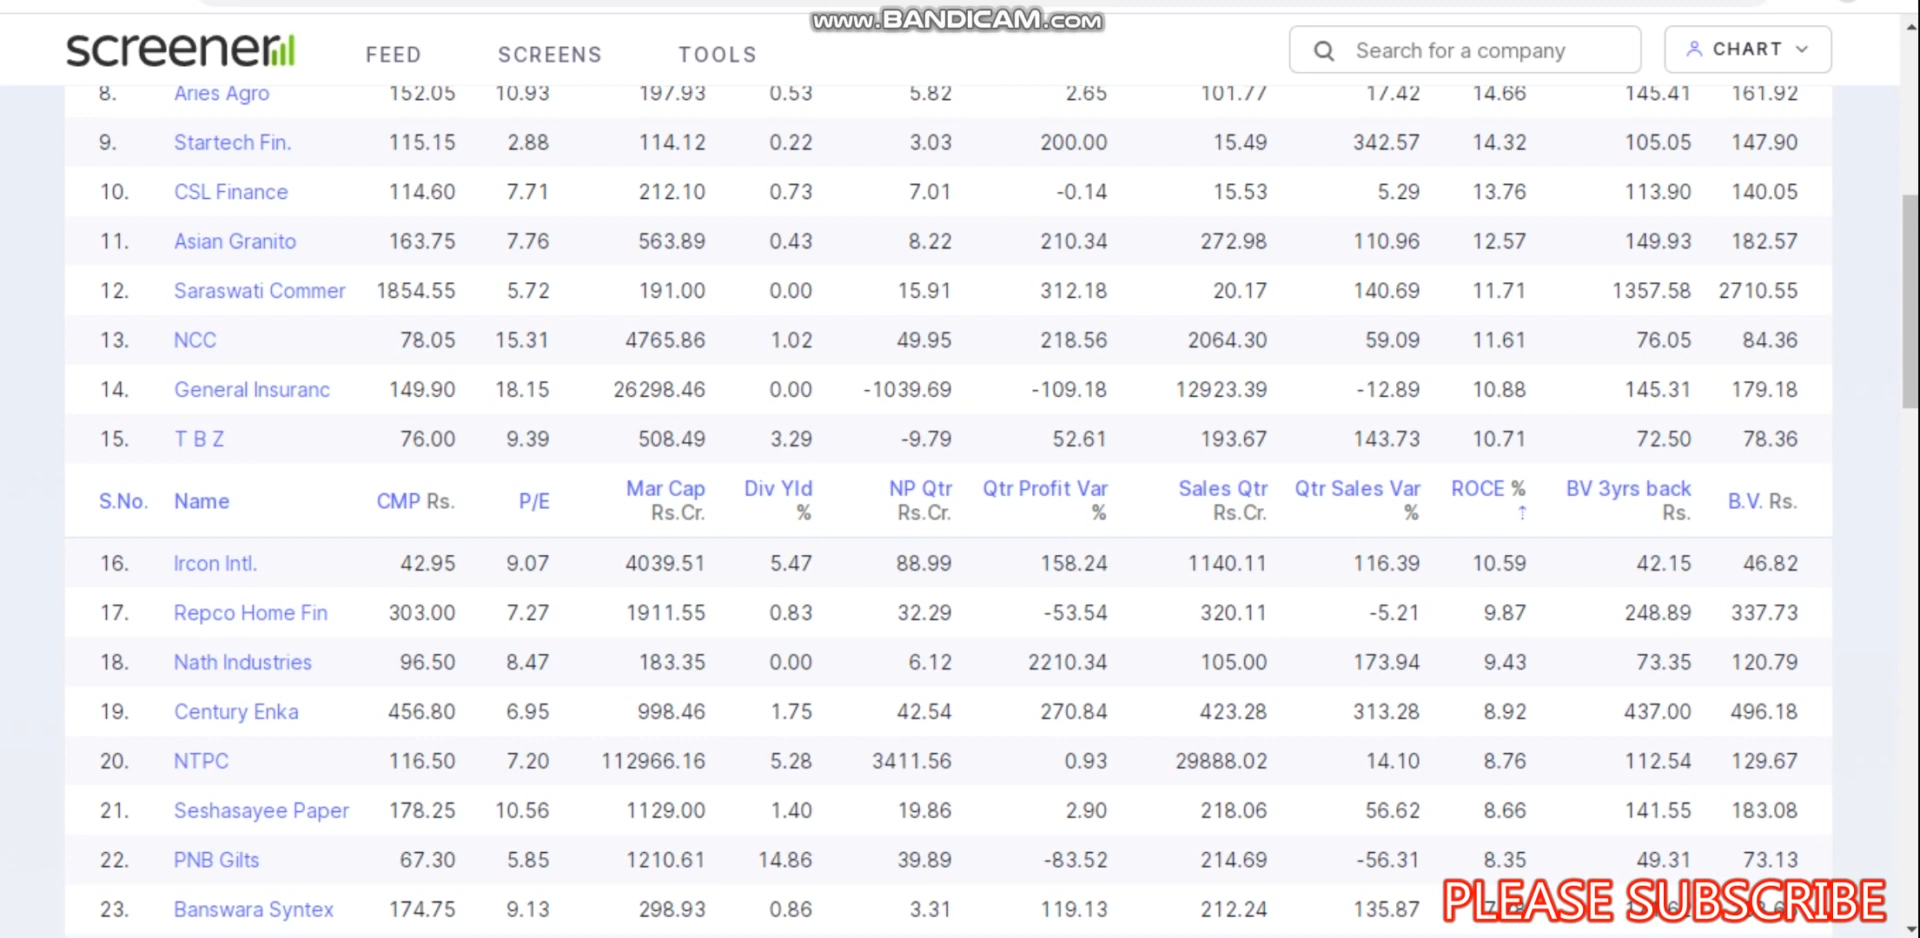 www.BANDICAM.com
screener
FEED SCREENS TOOLS Search for a company CHART
8. Aries Agro 152.05 10.93 197.93 0.53 5.82 2.65 101.77 17.42 14.66 145.41 161.92
9. Startech Fin. 115.15 2.88 114.12 0.22 3.03 200.00 15.49 342.57 14.32 105.05 147.90
10. CSL Finance 114.60 7.71 212.10 0.73 7.01 -0.14 15.53 5.29 13.76 113.90 140.05
11. Asian Granito 163.75 7.76 563.89 0.43 8.22 210.34 272.98 110.96 12.57 149.93 182.57
12. Saraswati Commer 1854.55 5.72 191.00 0.00 15.91 312.18 20.17 140.69 11.71 1357.58 2710.55
13. NCC 78.05 15.31 4765.86 1.02 49.95 218.56 2064.30 59.09 11.61 76.05 84.36
14. General Insuranc 149.90 18.15 26298.46 0.00 -1039.69 -109.18 12923.39 -12.89 10.88 145.31 179.18
15. T B Z 76.00 9.39 508.49 3.29 -9.79 52.61 193.67 143.73 10.71 72.50 78.36
S.No. Name CMP Rs. P/E Mar Cap Rs.Cr. Div Yld % NP Qtr Rs.Cr. Qtr Profit Var % Sales Qtr Rs.Cr. Qtr Sales Var % ROCE % ↑ BV 3yrs back Rs. B.V. Rs.
16. Ircon Intl. 42.95 9.07 4039.51 5.47 88.99 158.24 1140.11 116.39 10.59 42.15 46.82
17. Repco Home Fin 303.00 7.27 1911.55 0.83 32.29 -53.54 320.11 -5.21 9.87 248.89 337.73
18. Nath Industries 96.50 8.47 183.35 0.00 6.12 2210.34 105.00 173.94 9.43 73.35 120.79
19. Century Enka 456.80 6.95 998.46 1.75 42.54 270.84 423.28 313.28 8.92 437.00 496.18
20. NTPC 116.50 7.20 112966.16 5.28 3411.56 0.93 29888.02 14.10 8.76 112.54 129.67
21. Seshasayee Paper 178.25 10.56 1129.00 1.40 19.86 2.90 218.06 56.62 8.66 141.55 183.08
22. PNB Gilts 67.30 5.85 1210.61 14.86 39.89 -83.52 214.69 -56.31 8.35 49.31 73.13
23. Banswara Syntex 174.75 9.13 298.93 0.86 3.31 119.13 212.24 135.87
PLEASE SUBSCRIBE